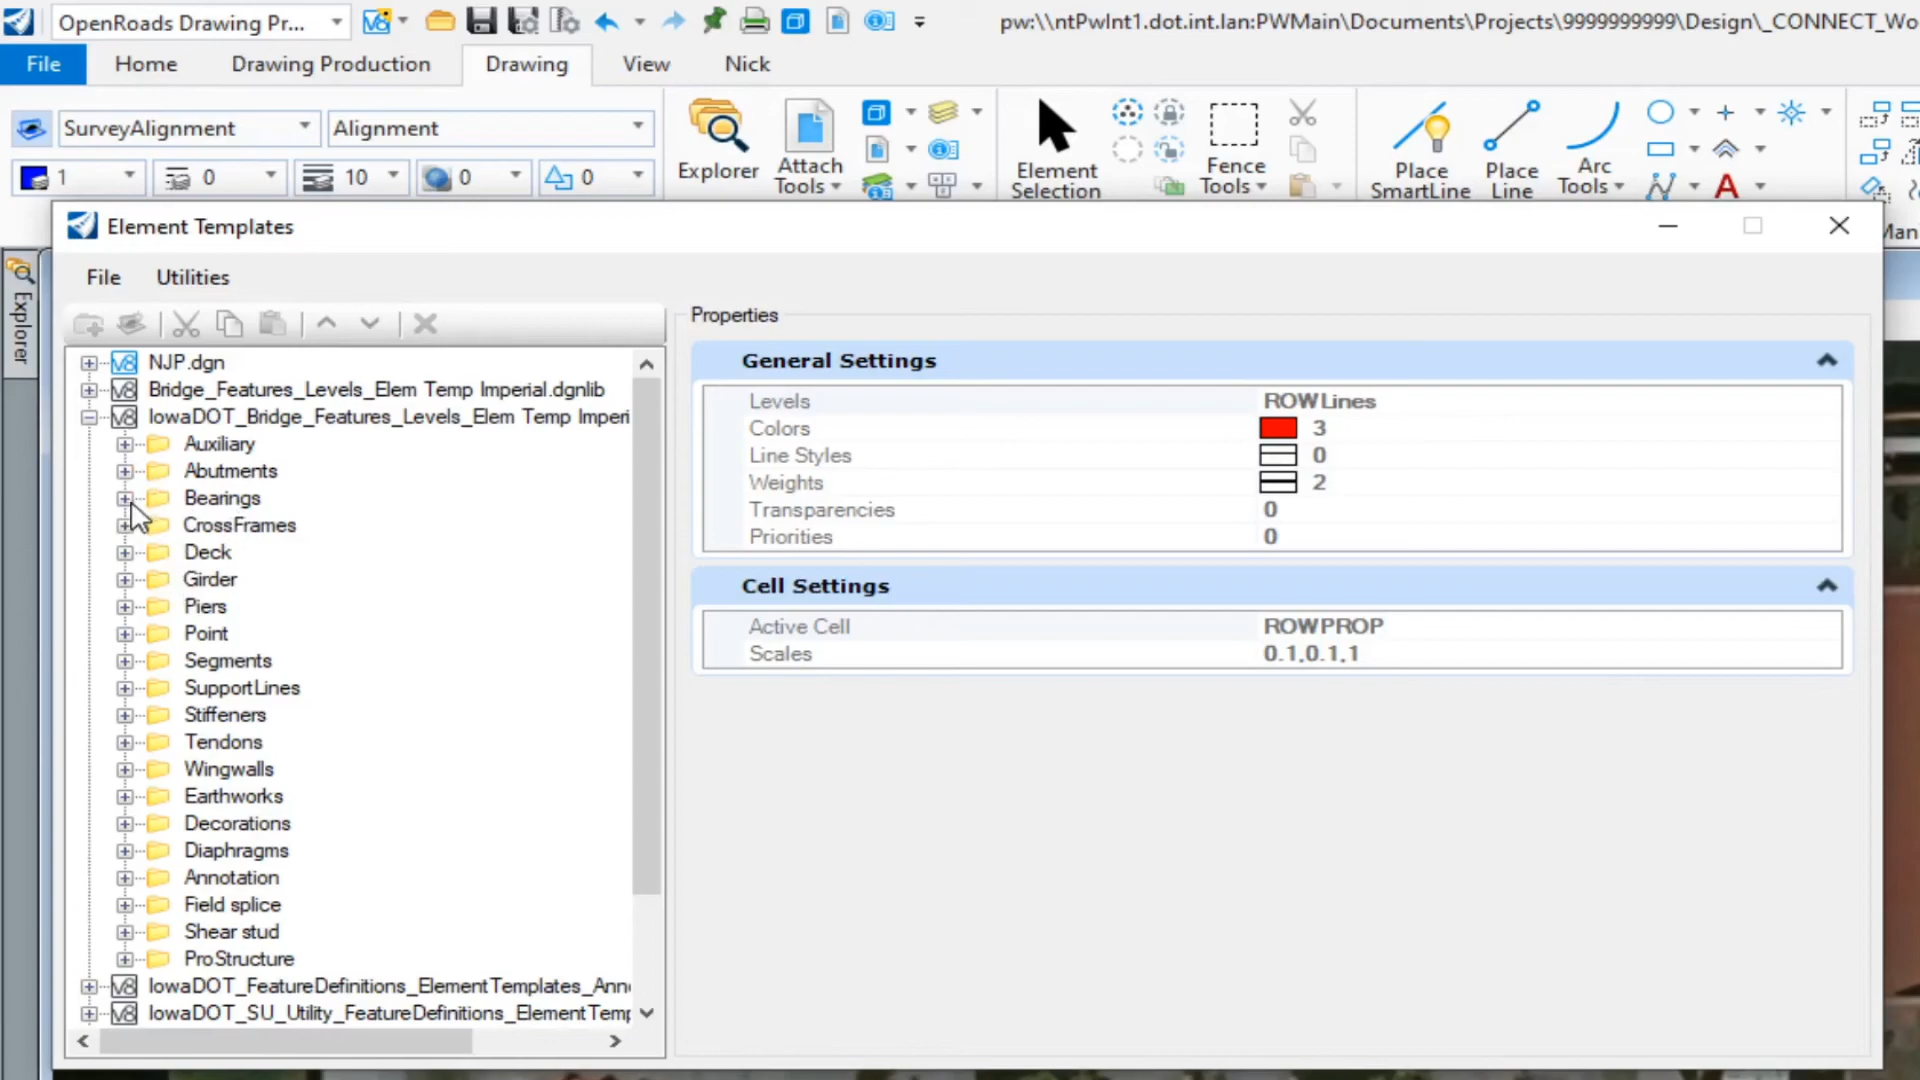 OpenRoads Drawing Pr...
pw:\\ntPwInt1.dot.int.lan:PWMain\Documents\Projects\9999999999\Design\_CONNECT_Wo
File Home Drawing Production Drawing View Nick
SurveyAlignment Alignment
1 0 10 0 0
Explorer
Attach Tools
Element Selection
Fence Tools
Place SmartLine
Place Line
Arc Tools
Man
Explorer
Element Templates
File Utilities
NJP.dgn
Bridge_Features_Levels_Elem Temp Imperial.dgnlib
IowaDOT_Bridge_Features_Levels_Elem Temp Imperi
Auxiliary
Abutments
Bearings
CrossFrames
Deck
Girder
Piers
Point
Segments
SupportLines
Stiffeners
Tendons
Wingwalls
Earthworks
Decorations
Diaphragms
Annotation
Field splice
Shear stud
ProStructure
IowaDOT_FeatureDefinitions_ElementTemplates_Ann
IowaDOT_SU_Utility_FeatureDefinitions_ElementTemp
Properties
General Settings
Levels ROWLines
Colors 3
Line Styles 0
Weights 2
Transparencies 0
Priorities 0
Cell Settings
Active Cell ROWPROP
Scales 0.1,0.1,1